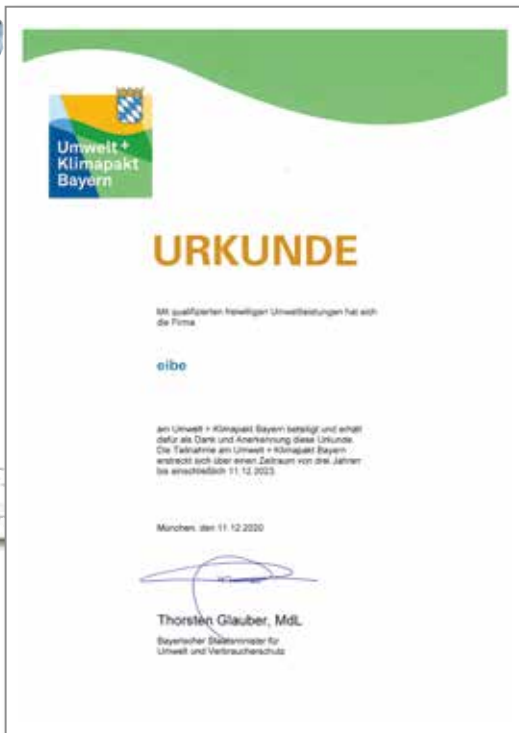 Umwelt +
Klimapakt
Bayern
URKUNDE
Mit qualifizierten freiwilligen Umweltleistungen hat sich
die Firma
eibe
am Umwelt + Klimapakt Bayern beteiligt und erhält
dafür als Dank und Anerkennung diese Urkunde.
Die Teilnahme am Umwelt + Klimapakt Bayern
erstreckt sich über einen Zeitraum von drei Jahren
bis einschließlich 11.12.2023.
München, den 11.12.2020
Thorsten Glauber, MdL
Bayerischer Staatsminister für
Umwelt und Verbraucherschutz